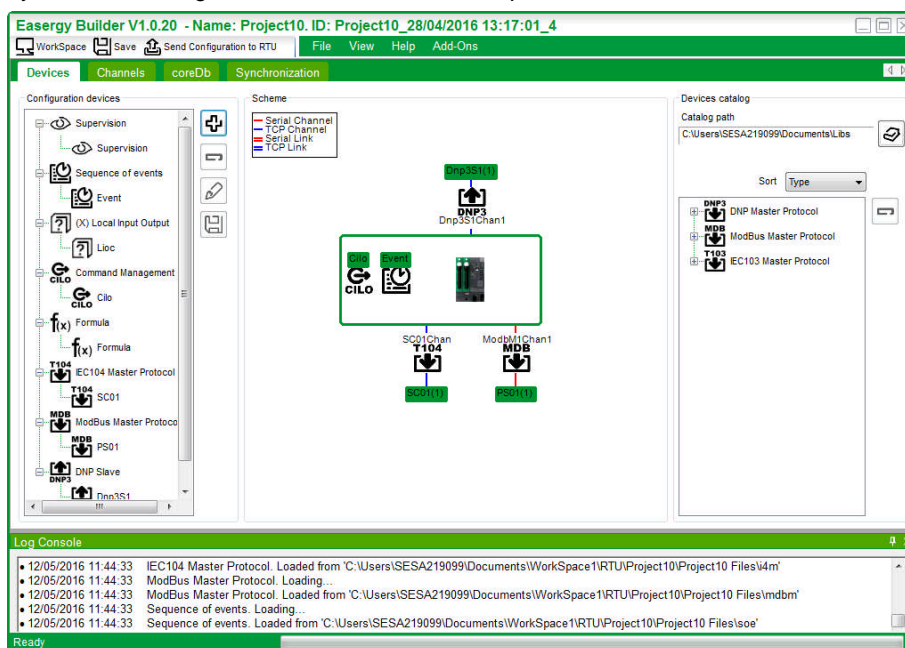 Easergy Builder V1.0.20 - Name: Project10. ID: Project10_28/04/2016 13:17:01_4
WorkSpace Save Send Configuration to RTU File View Help Add-Ons
Devices Channels coreDb Synchronization
Configuration devices
Supervision
Supervision
Sequence of events
Event
(X) Local Input Output
Lioc
Command Management
CILO
Cilo
CILO
Formula
f(x)
Formula
f(x)
IEC104 Master Protocol
T104
SC01
T104
ModBus Master Protoco
MDB
PS01
MDB
DNP Slave
DNP3
Dnp3S1
Scheme
Serial Channel
TCP Channel
Serial Link
TCP Link
Dnp3S1(1)
DNP3
Dnp3S1Chan1
Cilo Event
CILO
SC01Chan ModbM1Chan1
T104 MDB
SC01(1) PS01(1)
Devices catalog
Catalog path
C:\Users\SESA219099\Documents\Libs
Sort Type
DNP3
DNP Master Protocol
MDB
ModBus Master Protocol
T103
IEC103 Master Protocol
Log Console
• 12/05/2016 11:44:33 IEC104 Master Protocol. Loaded from 'C:\Users\SESA219099\Documents\WorkSpace1\RTU\Project10\Project10 Files\i4m'
• 12/05/2016 11:44:33 ModBus Master Protocol. Loading...
• 12/05/2016 11:44:33 ModBus Master Protocol. Loaded from 'C:\Users\SESA219099\Documents\WorkSpace1\RTU\Project10\Project10 Files\mdbm'
• 12/05/2016 11:44:33 Sequence of events. Loading...
• 12/05/2016 11:44:33 Sequence of events. Loaded from 'C:\Users\SESA219099\Documents\WorkSpace1\RTU\Project10\Project10 Files\soe'
Ready